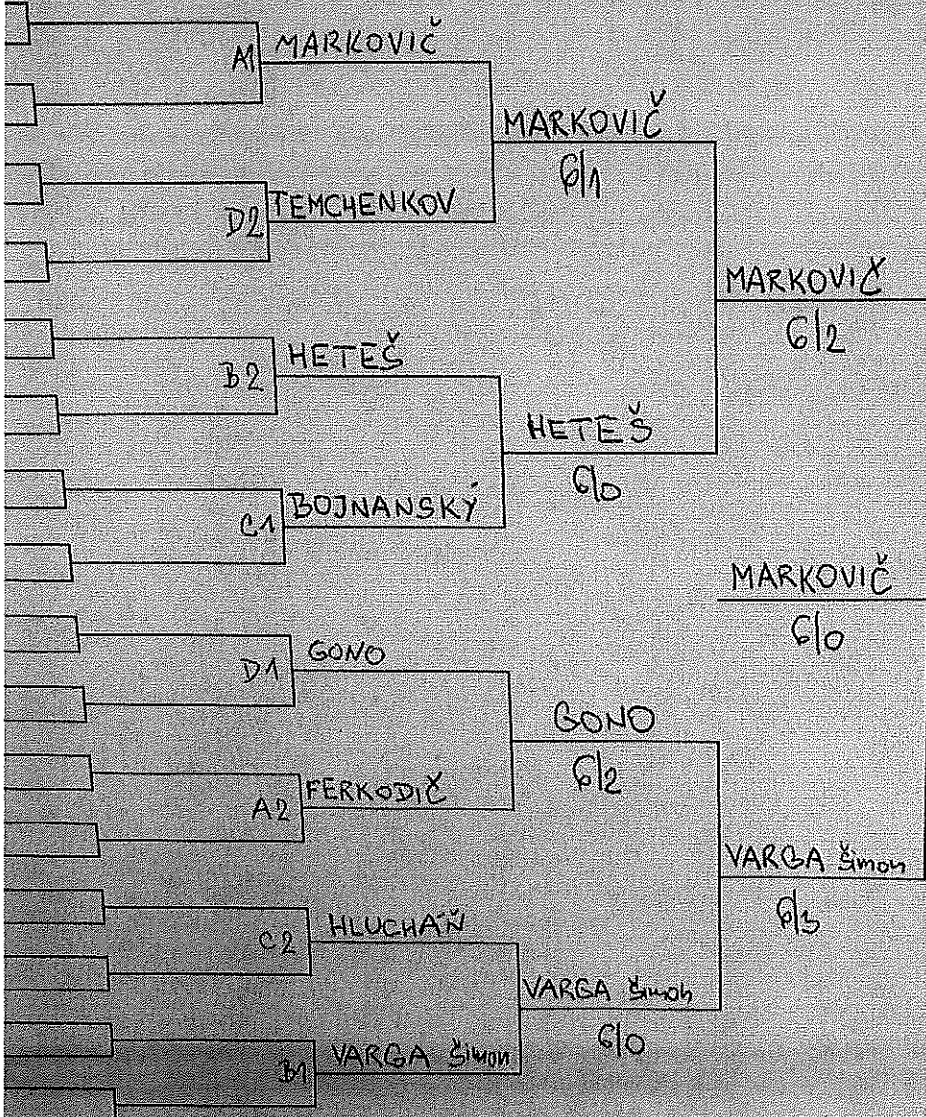 A1 MARKOVIČ
MARKOVIČ
6/1
D2 TEMCHENKOV
MARKOVIČ
6/2
B2 HETEŠ
HETEŠ
6/0
C1 BOJNANSKÝ
MARKOVIČ
6/0
D1 GONO
GONO
6/2
A2 FERKODIČ
VARGA Šimon
6/3
C2 HLUCHÁŇ
VARGA Šimon
6/0
B1 VARGA Šimon